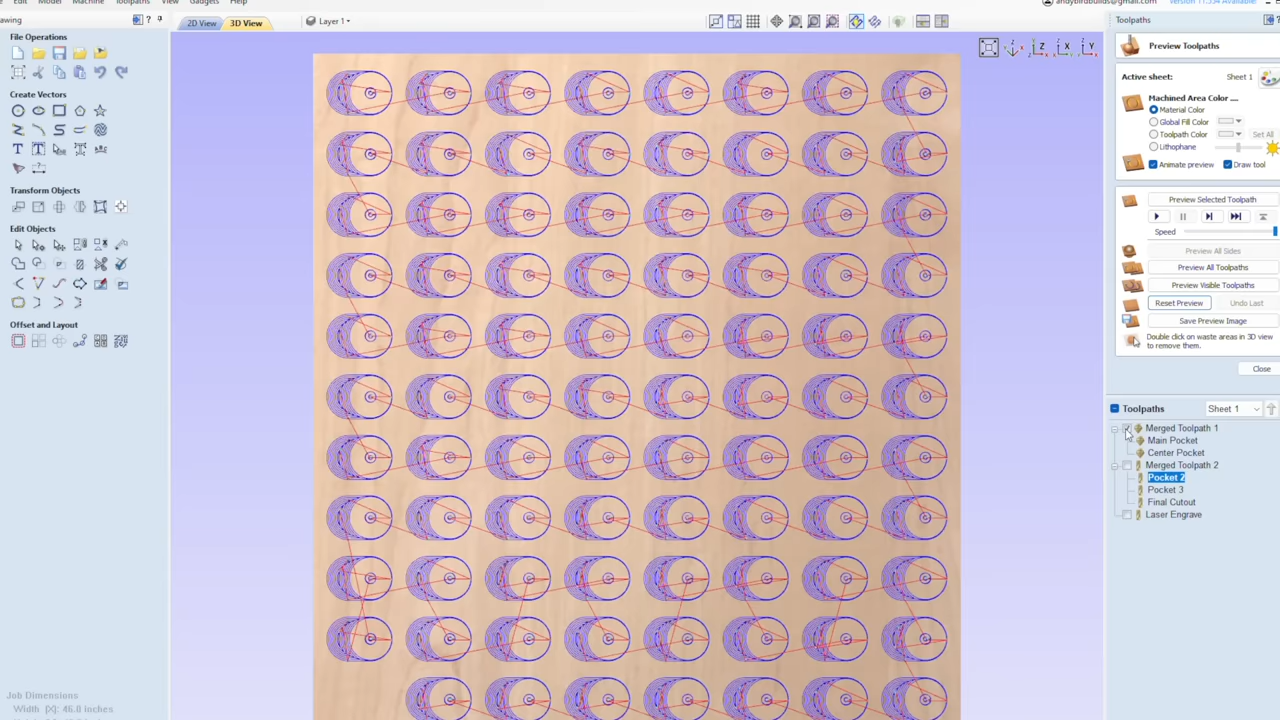 Edit Model Machine Toolpaths View Gadgets Help
andybirdbuilds@gmail.com
Version 11.554 Available!
rawing
2D View
3D View
Layer 1
File Operations
Create Vectors
Transform Objects
Edit Objects
Offset and Layout
Job Dimensions
Z
X
Y
Toolpaths
Preview Toolpaths
Active sheet: Sheet 1
Machined Area Color ....
Material Color
Global Fill Color
Toolpath Color
Set All
Lithophane
Animate preview
Draw tool
Preview Selected Toolpath
Speed
Preview All Sides
Preview All Toolpaths
Preview Visible Toolpaths
Reset Preview
Undo Last
Save Preview Image
Double click on waste areas in 3D view
to remove them.
Close
Toolpaths
Sheet 1
Merged Toolpath 1
Main Pocket
Center Pocket
Merged Toolpath 2
Pocket 2
Pocket 3
Final Cutout
Laser Engrave